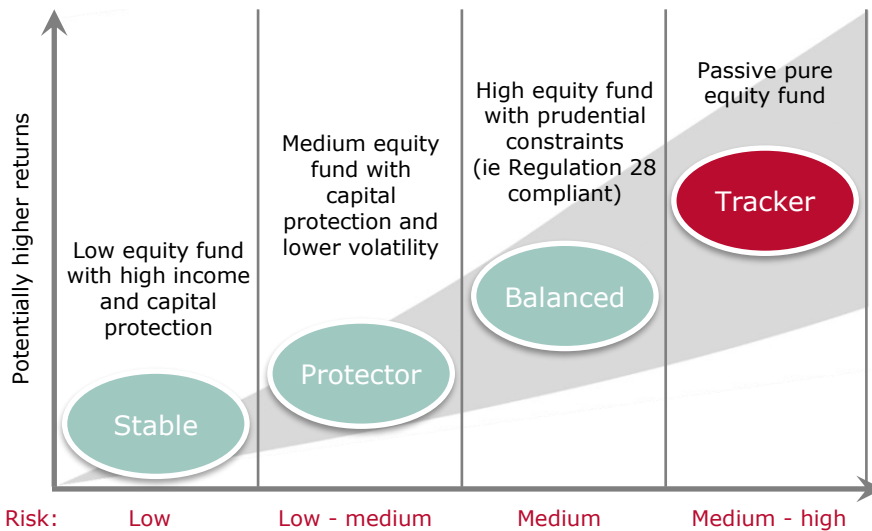 Potentially higher returns
Low equity fund
with high income
and capital
protection
Stable
Medium equity
fund with
capital
protection and
lower volatility
Protector
High equity fund
with prudential
constraints
(ie Regulation 28
compliant)
Balanced
Passive pure
equity fund
Tracker
Risk: Low Low - medium Medium Medium - high